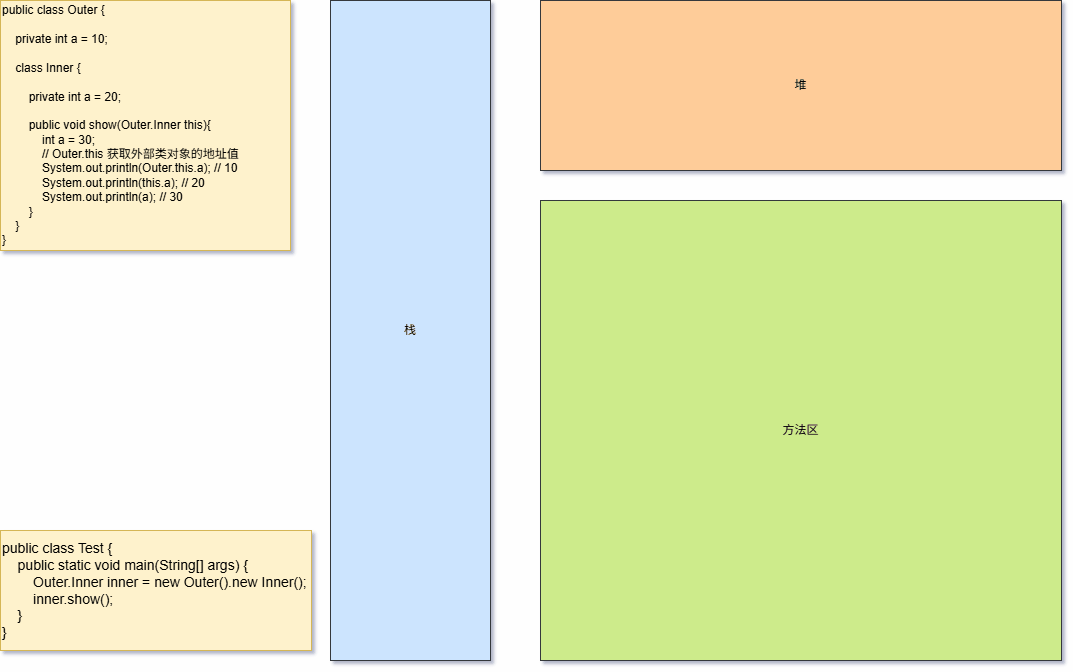 public class Outer {
private int a = 10;
class Inner {
private int a = 20;
public void show(Outer.Inner this){
int a = 30;
// Outer.this 获取外部类对象的地址值
System.out.println(Outer.this.a); // 10
System.out.println(this.a); // 20
System.out.println(a); // 30
}
}
}
栈
堆
方法区
public class Test {
public static void main(String[] args) {
Outer.Inner inner = new Outer().new Inner();
inner.show();
}
}